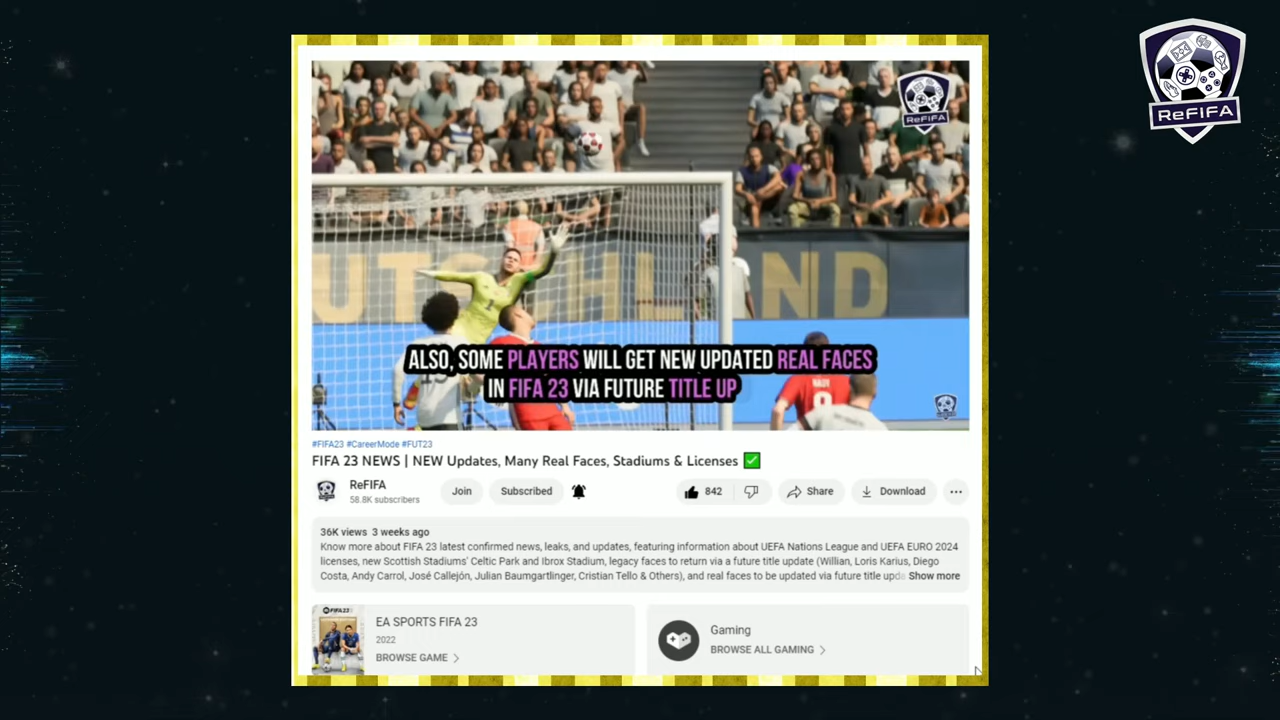 ReFIFA
ReFIFA
DEUTSCHLAND
ALSO, SOME PLAYERS WILL GET NEW UPDATED REAL FACES
IN FIFA 23 VIA FUTURE TITLE UP
#FIFA23 #CareerMode #FUT23
FIFA 23 NEWS | NEW Updates, Many Real Faces, Stadiums & Licenses ✅
ReFIFA
58.8K subscribers
Join
Subscribed
842
Share
Download
36K views 3 weeks ago
Know more about FIFA 23 latest confirmed news, leaks, and updates, featuring information about UEFA Nations League and UEFA EURO 2024
licenses, new Scottish Stadiums' Celtic Park and Ibrox Stadium, legacy faces to return via a future title update (Willian, Loris Karius, Diego
Costa, Andy Carrol, José Callejón, Julian Baumgartlinger, Cristian Tello & Others), and real faces to be updated via future title upda Show more
FIFA 23
EA SPORTS FIFA 23
2022
BROWSE GAME
Gaming
BROWSE ALL GAMING